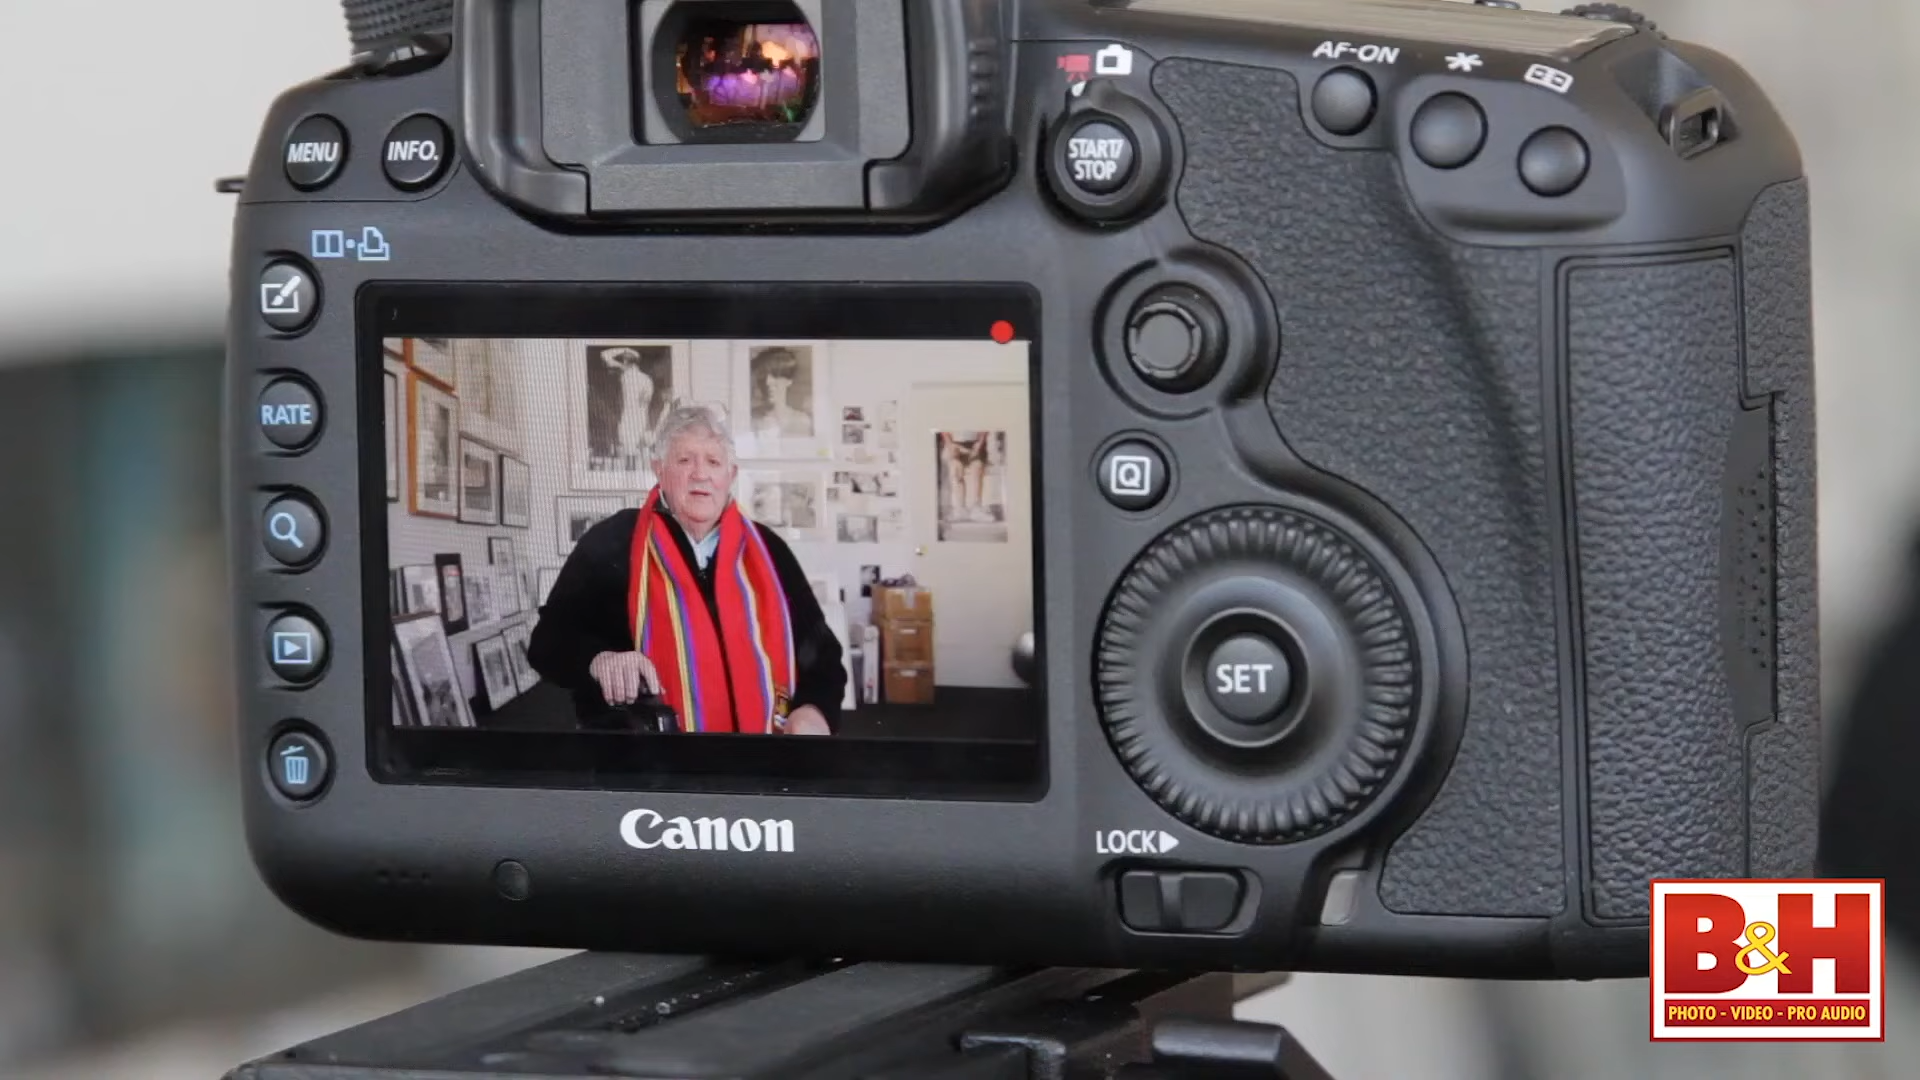 AF-ON
MENU
INFO.
START/
STOP
RATE
Q
SET
Canon
LOCK
B&H
PHOTO - VIDEO - PRO AUDIO